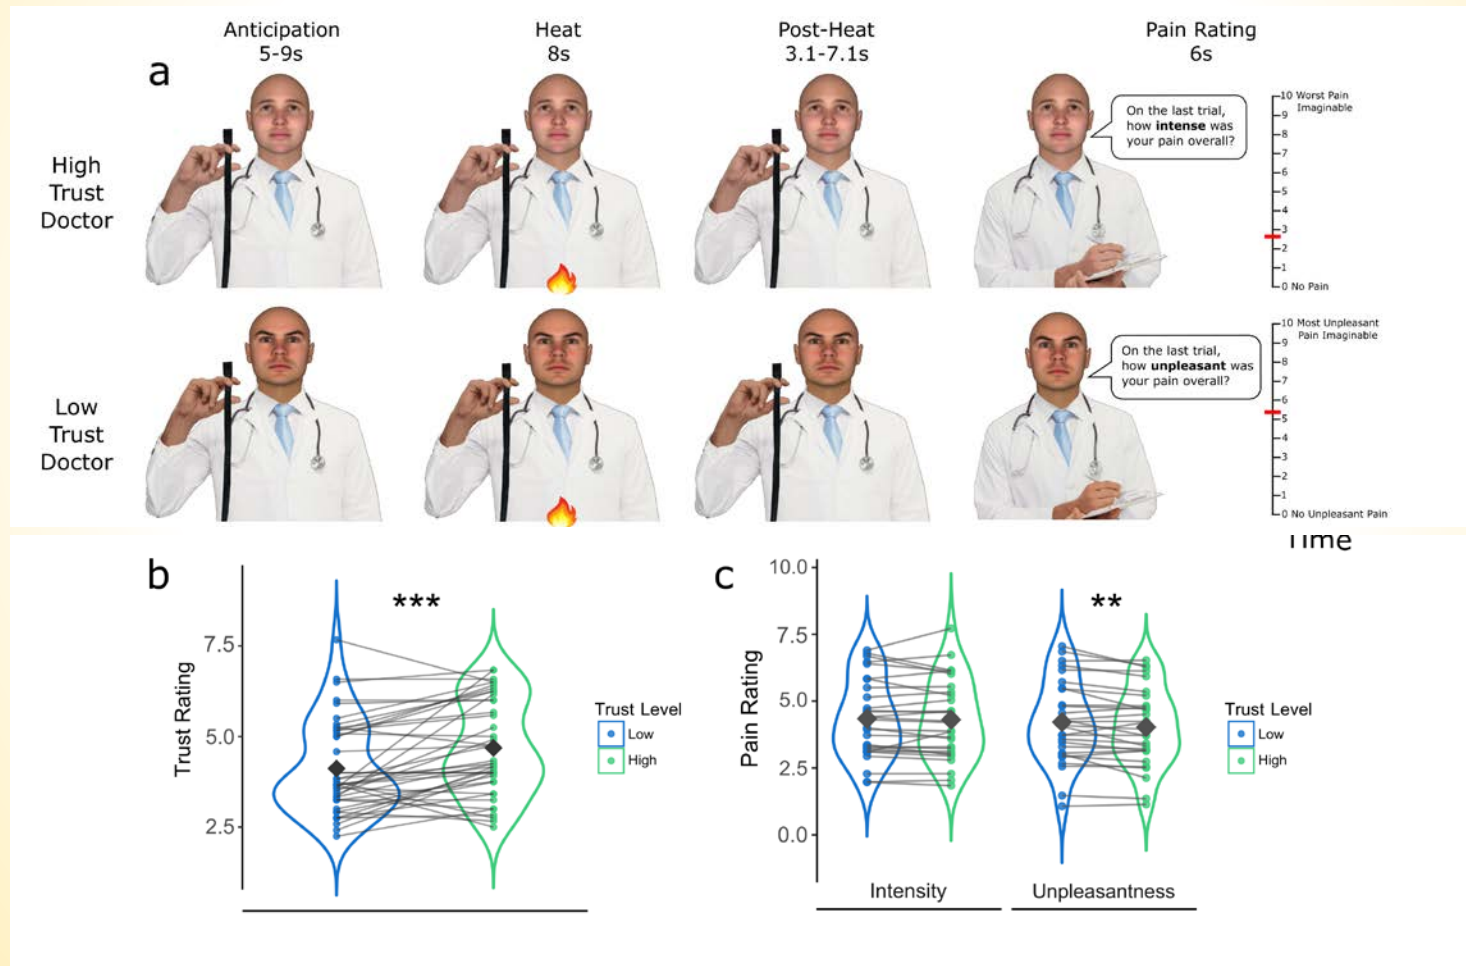 Anticipation
5-9s
Heat
8s
Post-Heat
3.1-7.1s
Pain Rating
6s
a
High
Trust
Doctor
On the last trial,
how intense was
your pain overall?
10 Worst Pain
Imaginable
9
8
7
6
5
4
3
2
1
0 No Pain
Low
Trust
Doctor
On the last trial,
how unpleasant was
your pain overall?
10 Most Unpleasant
Pain Imaginable
9
8
7
6
5
4
3
2
1
0 No Unpleasant Pain
Time
b
***
Trust Rating
7.5
5.0
2.5
Trust Level
Low
High
c
**
Pain Rating
10.0
7.5
5.0
2.5
0.0
Intensity
Unpleasantness
Trust Level
Low
High